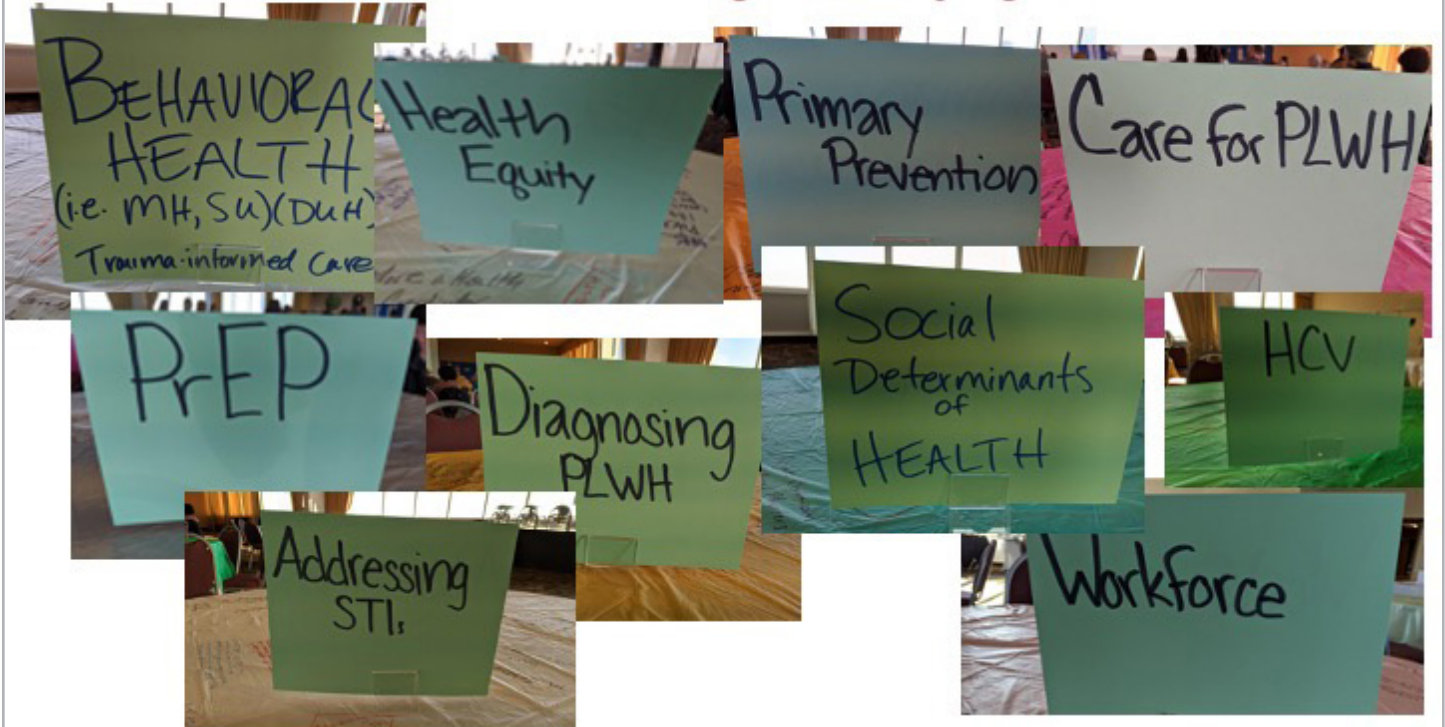 BEHAVIORAL
HEALTH
(i.e. MH, SU)(DUH)
Trauma-informed Care
Health
Equity
Primary
Prevention
Care for PLWH
PrEP
Diagnosing
PLWH
Social
Determinants
of
HEALTH
HCV
Addressing
STIs
Workforce